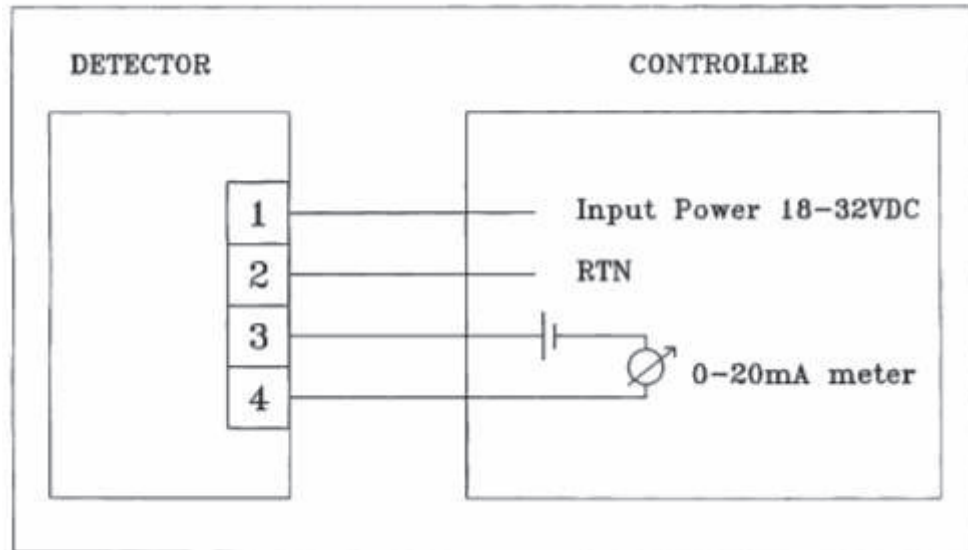 DETECTOR
CONTROLLER
1
Input Power 18-32VDC
2
RTN
3
4
0-20mA meter